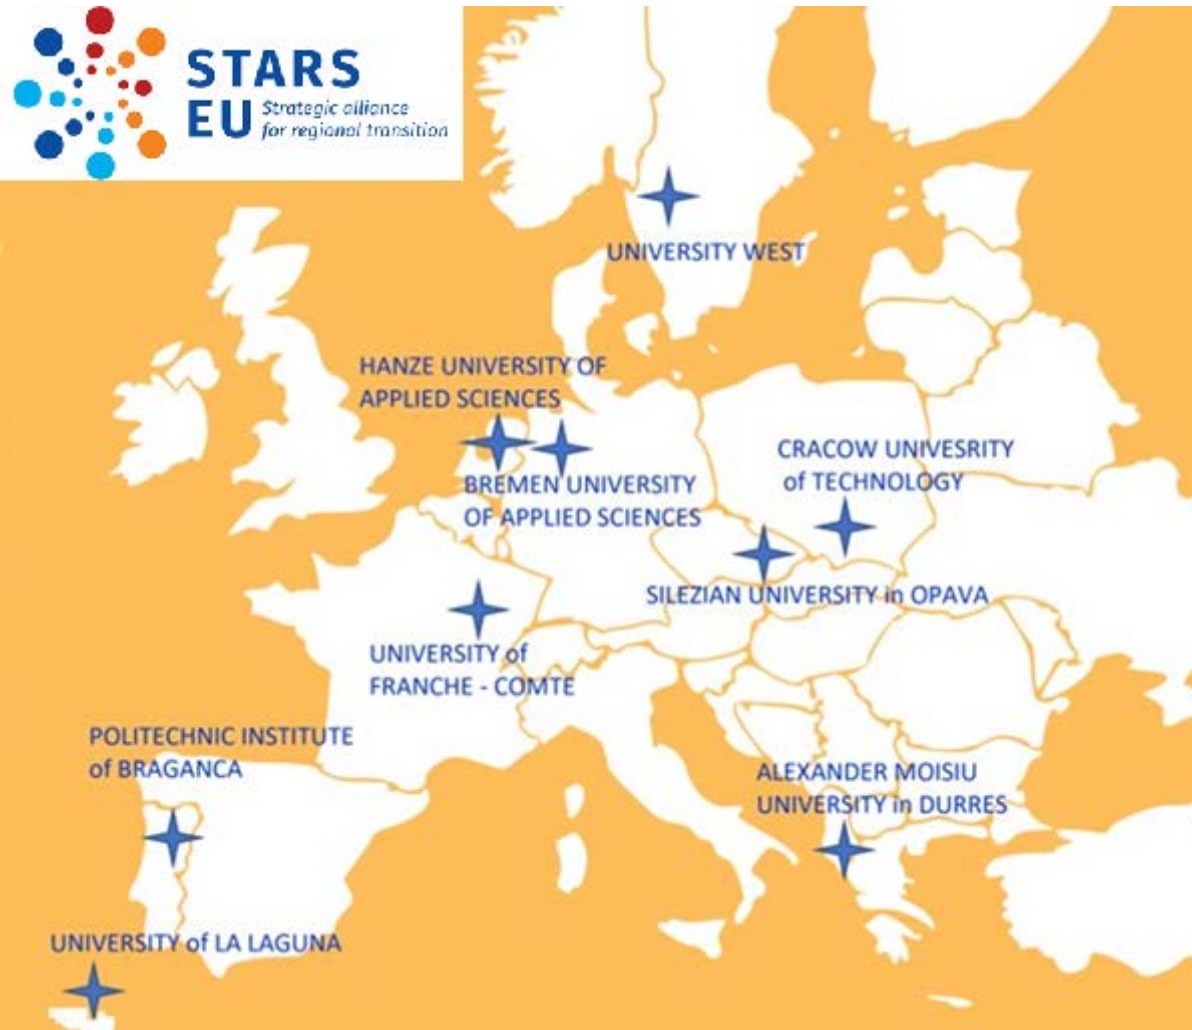 STARS
EU Strategic alliance
for regional transition
UNIVERSITY WEST
HANZE UNIVERSITY OF
APPLIED SCIENCES
BREMEN UNIVERSITY
OF APPLIED SCIENCES
CRACOW UNIVESRITY
of TECHNOLOGY
SILEZIAN UNIVERSITY in OPAVA
UNIVERSITY of
FRANCHE - COMTE
POLITECHNIC INSTITUTE
of BRAGANCA
ALEXANDER MOISIU
UNIVERSITY in DURRES
UNIVERSITY of LA LAGUNA